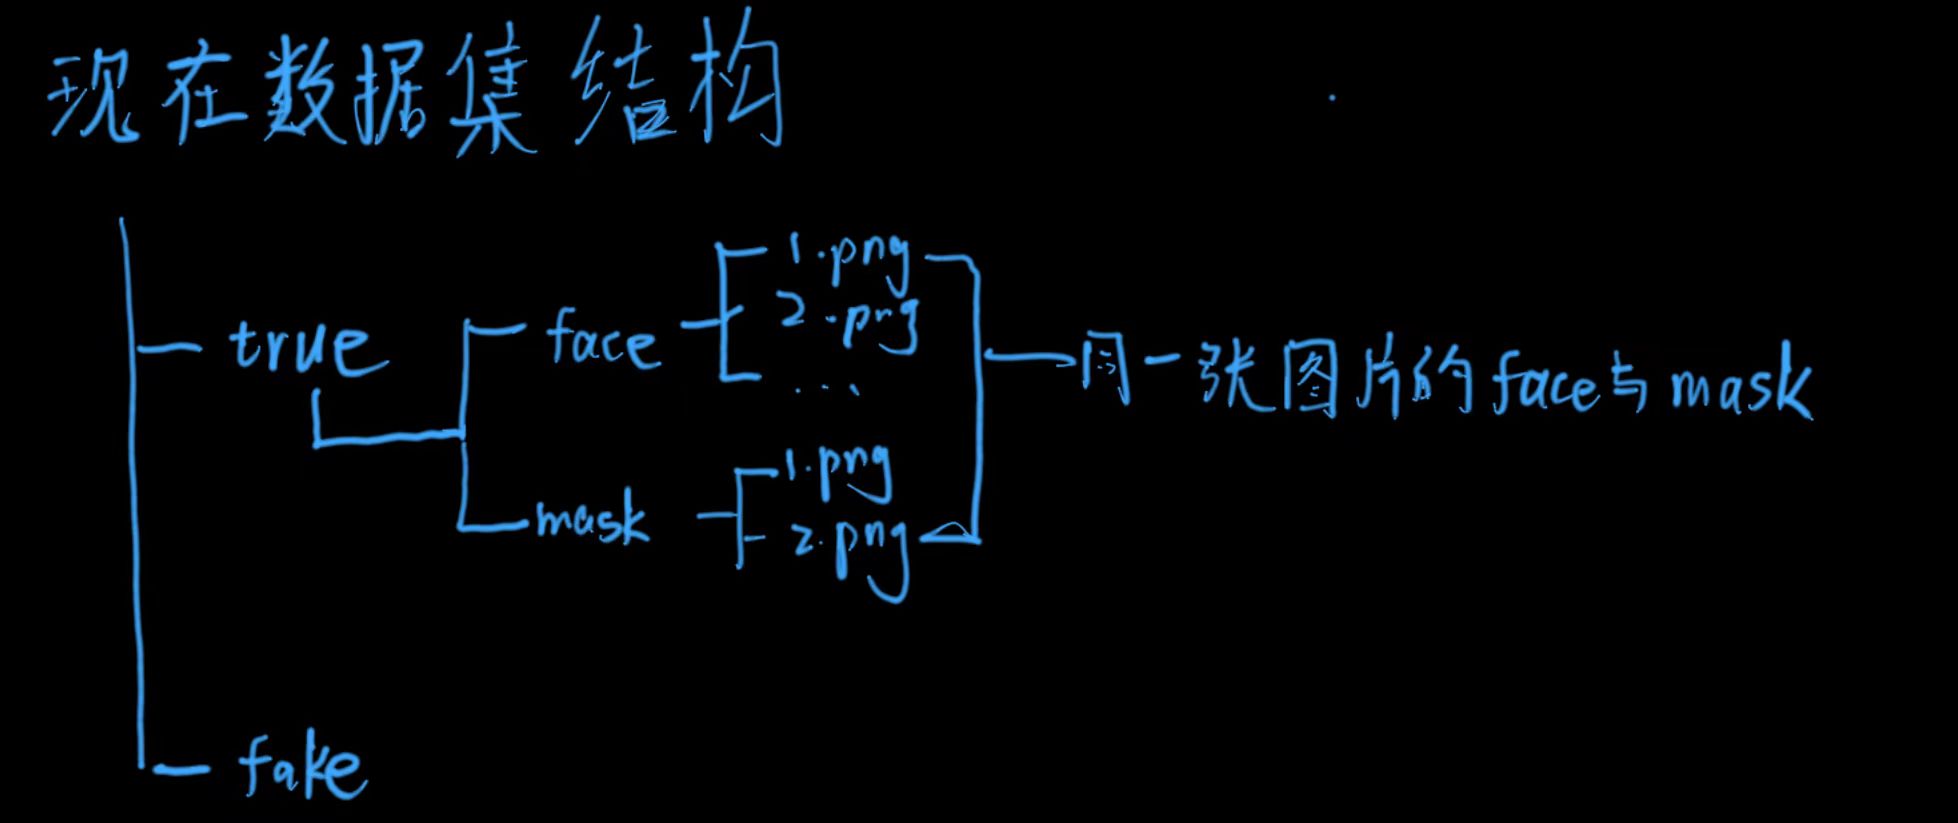 现在数据集结构
1.png
2.png
...
true
face
同一张图片的face与mask
1.png
mask
2.png
fake